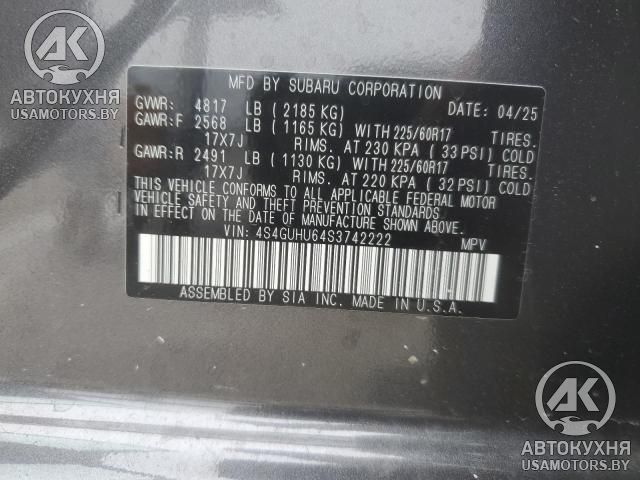 АК
АВТОКУХНЯ
USAMOTORS.BY
MFD BY SUBARU CORPORATION
GVWR: 4817 LB (2185 KG) DATE: 04/25
GAWR:F 2568 LB (1165 KG) WITH 225/60R17 TIRES.
17X7J RIMS. AT 230 KPA (33 PSI) COLD
GAWR:R 2491 LB (1130 KG) WITH 225/60R17 TIRES.
17X7J RIMS. AT 220 KPA (32 PSI) COLD
THIS VEHICLE CONFORMS TO ALL APPLICABLE FEDERAL MOTOR
VEHICLE SAFETY AND THEFT PREVENTION STANDARDS
IN EFFECT ON THE DATE OF MANUFACTURE SHOWN ABOVE.
VIN: 4S4GUHU64S3742222 MPV
ASSEMBLED BY SIA INC. MADE IN U.S.A.
АК
АВТОКУХНЯ
USAMOTORS.BY